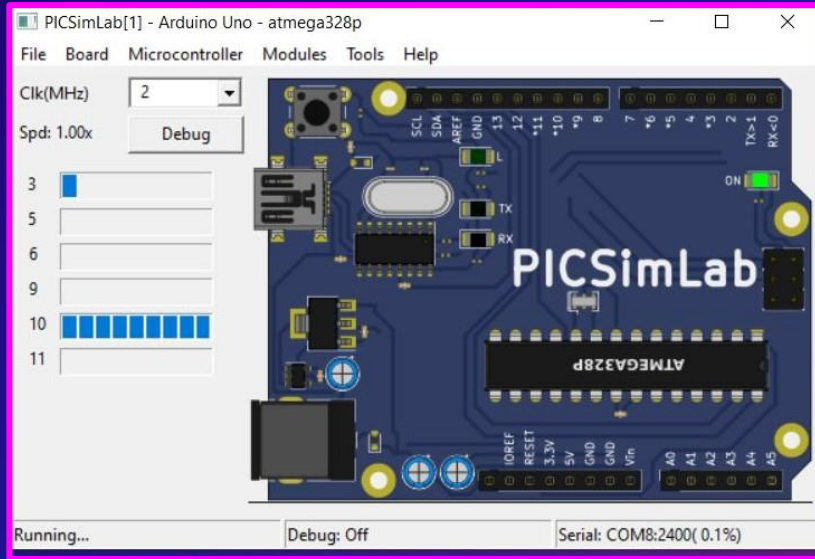 PICSimLab[1] - Arduino Uno - atmega328p
File Board Microcontroller Modules Tools Help
Clk(MHz) 2
Spd: 1.00x Debug
3
5
6
9
10
11
SCL SDA AREF GND 13 12 *11 *10 *9 8 7 *6 *5 4 *3 2 TX>1 RX<0
L
ON
TX
RX
PICSimLab
ATMEGA328P
IOREF RESET 3.3V 5V GND GND Vin A0 A1 A2 A3 A4 A5
Running... Debug: Off Serial: COM8:2400( 0.1%)